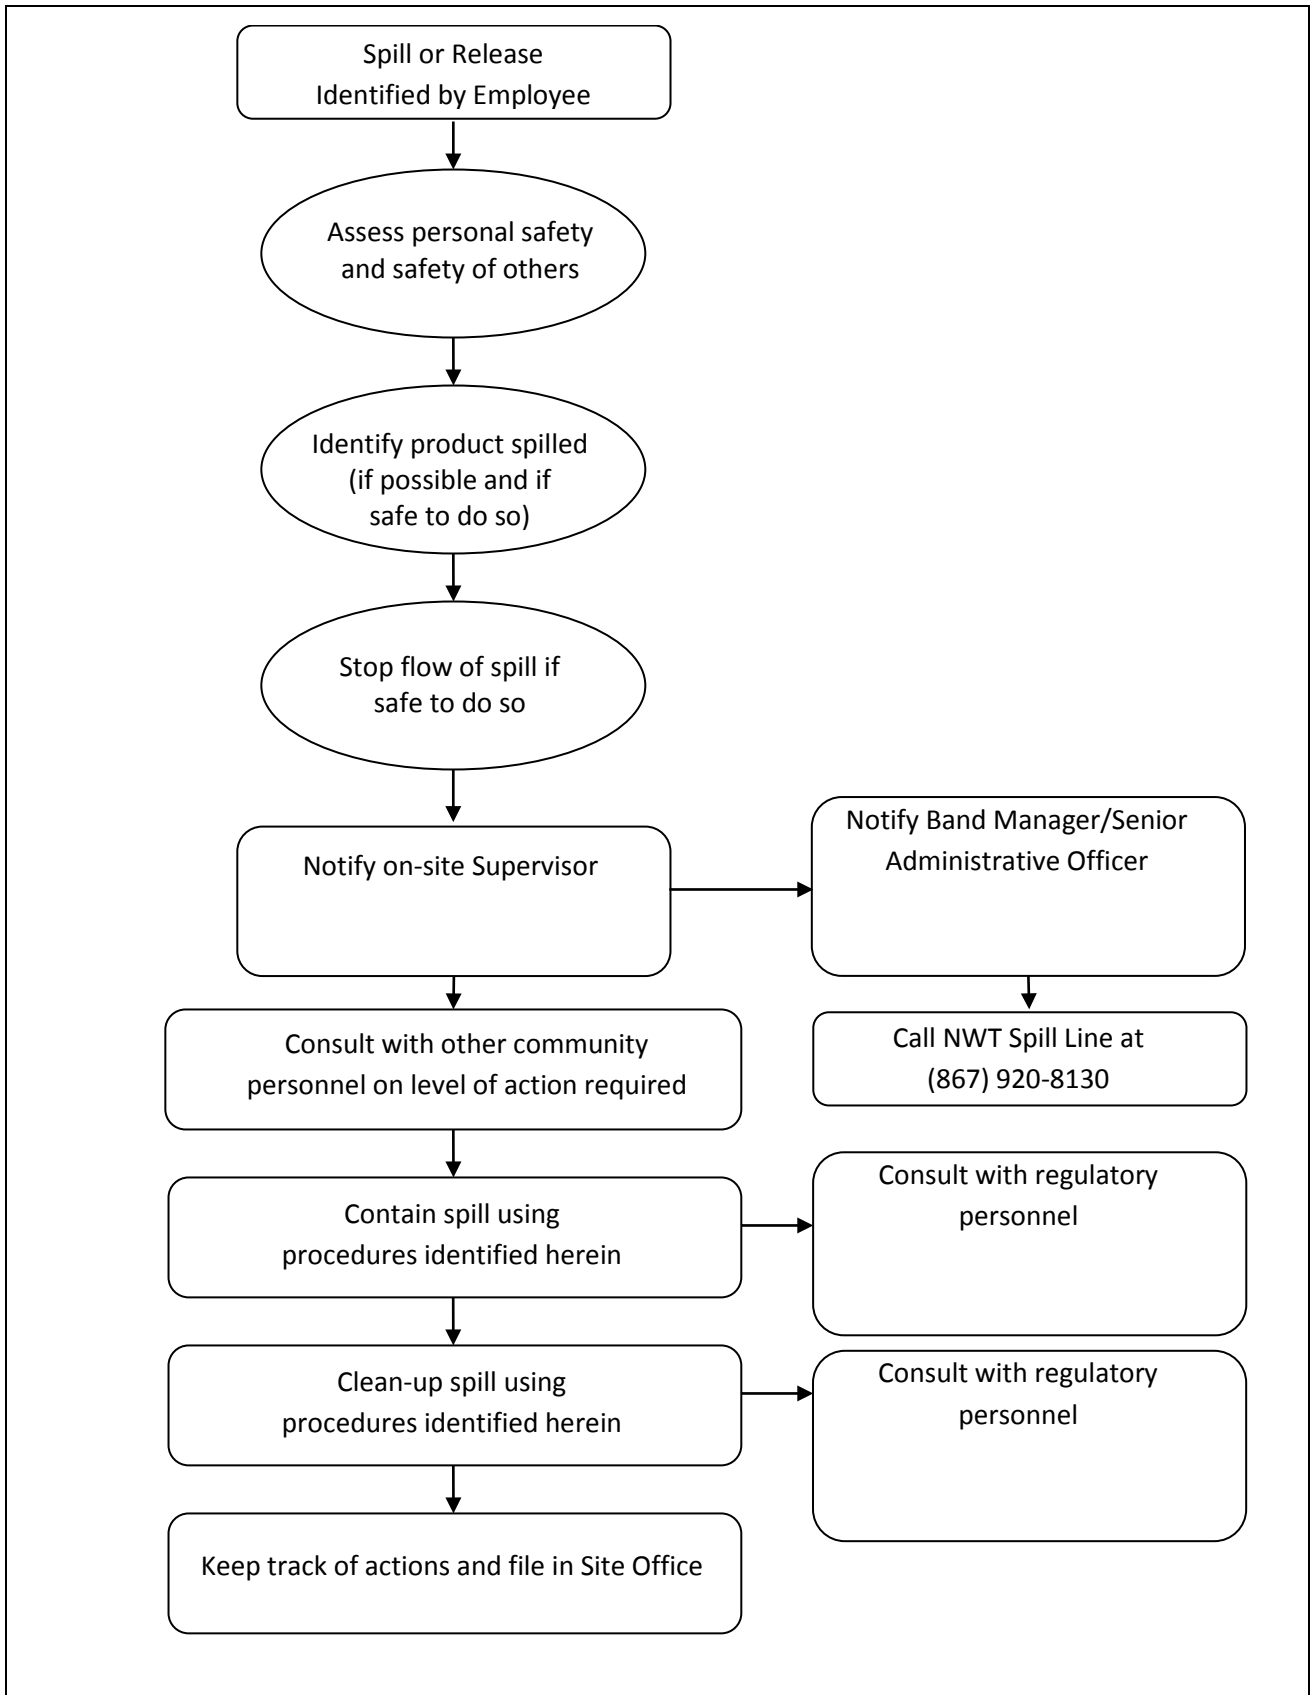 Spill or Release
Identified by Employee
Assess personal safety
and safety of others
Identify product spilled
(if possible and if
safe to do so)
Stop flow of spill if
safe to do so
Notify on-site Supervisor
Notify Band Manager/Senior
Administrative Officer
Call NWT Spill Line at
(867) 920-8130
Consult with other community
personnel on level of action required
Contain spill using
procedures identified herein
Consult with regulatory
personnel
Clean-up spill using
procedures identified herein
Consult with regulatory
personnel
Keep track of actions and file in Site Office